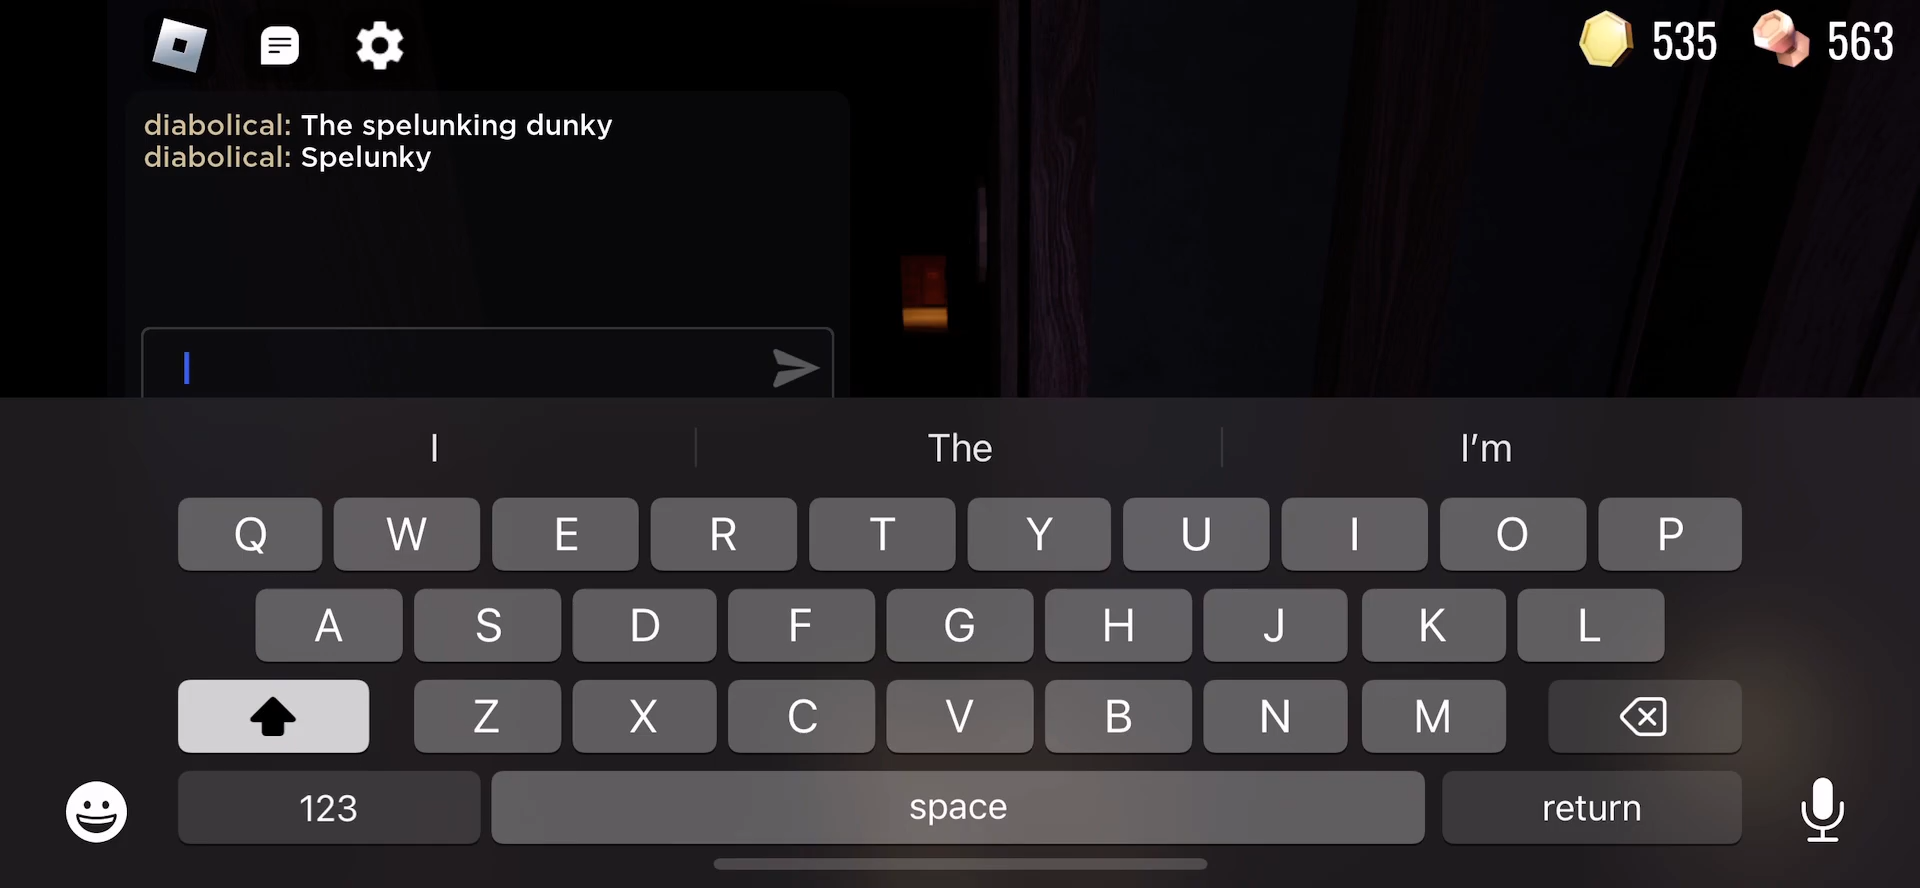 535 563
diabolical: The spelunking dunky
diabolical: Spelunky
I The I'm
Q W E R T Y U I O P
A S D F G H J K L
Z X C V B N M
123 space return